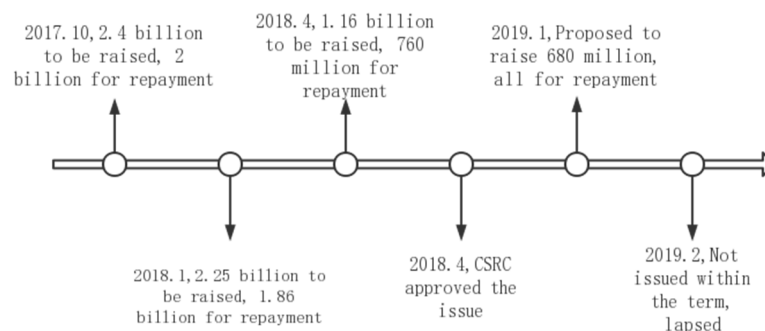 2017.10,2.4 billion
to be raised, 2
billion for repayment
2018.4,1.16 billion
to be raised, 760
million for
repayment
2019.1,Proposed to
raise 680 million,
all for repayment
2018.1,2.25 billion to
be raised, 1.86
billion for repayment
2018.4,CSRC
approved the
issue
2019.2,Not
issued within
the term,
lapsed